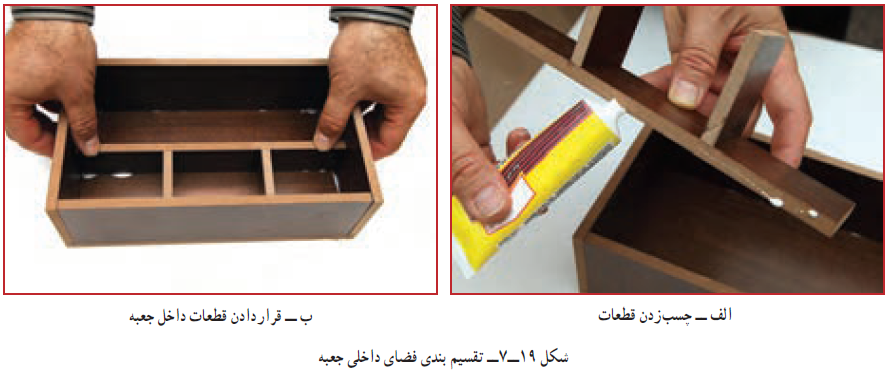 الف ــ چسب‌زدن قطعات
ب ــ قراردادن قطعات داخل جعبه
شکل ۱۹ــ۷ــ تقسیم بندی فضای داخلی جعبه